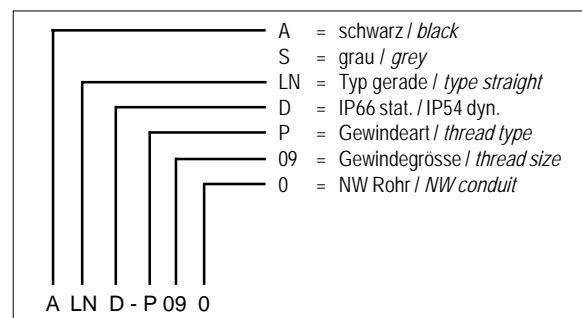 A = schwarz / black
S = grau / grey
LN = Typ gerade / type straight
D = IP66 stat. / IP54 dyn.
P = Gewindeart / thread type
09 = Gewindegrösse / thread size
0 = NW Rohr / NW conduit
A LN D - P 09 0